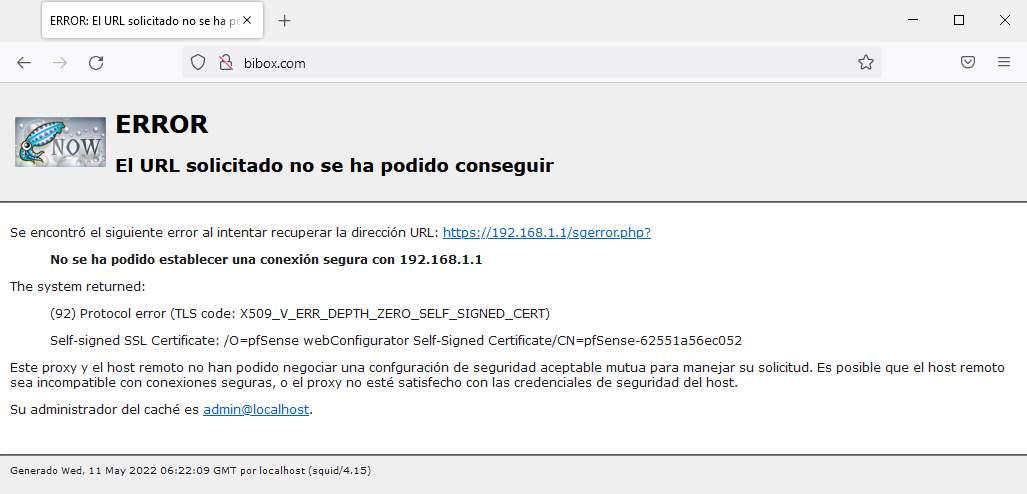 ERROR: El URL solicitado no se ha po
bibox.com
NOW
ERROR
El URL solicitado no se ha podido conseguir
Se encontró el siguiente error al intentar recuperar la dirección URL: https://192.168.1.1/sgerror.php?
No se ha podido establecer una conexión segura con 192.168.1.1
The system returned:
(92) Protocol error (TLS code: X509_V_ERR_DEPTH_ZERO_SELF_SIGNED_CERT)
Self-signed SSL Certificate: /O=pfSense webConfigurator Self-Signed Certificate/CN=pfSense-62551a56ec052
Este proxy y el host remoto no han podido negociar una confguración de seguridad aceptable mutua para manejar su solicitud. Es posible que el host remoto
sea incompatible con conexiones seguras, o el proxy no esté satisfecho con las credenciales de seguridad del host.
Su administrador del caché es admin@localhost.
Generado Wed, 11 May 2022 06:22:09 GMT por localhost (squid/4.15)